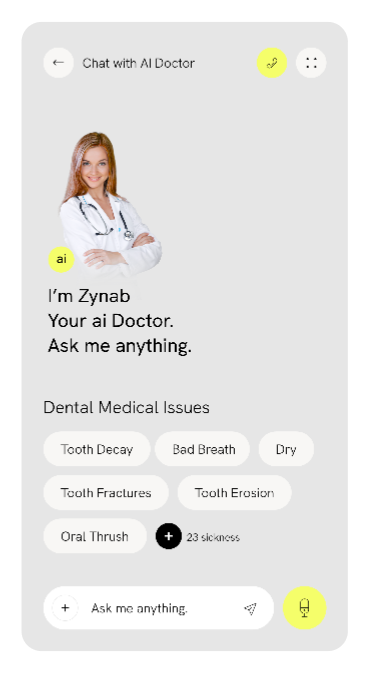 Chat with AI Doctor
ai
I'm Zynab
Your ai Doctor.
Ask me anything.
Dental Medical Issues
Tooth Decay
Bad Breath
Dry
Tooth Fractures
Tooth Erosion
Oral Thrush
+ 23 sickness
+ Ask me anything.